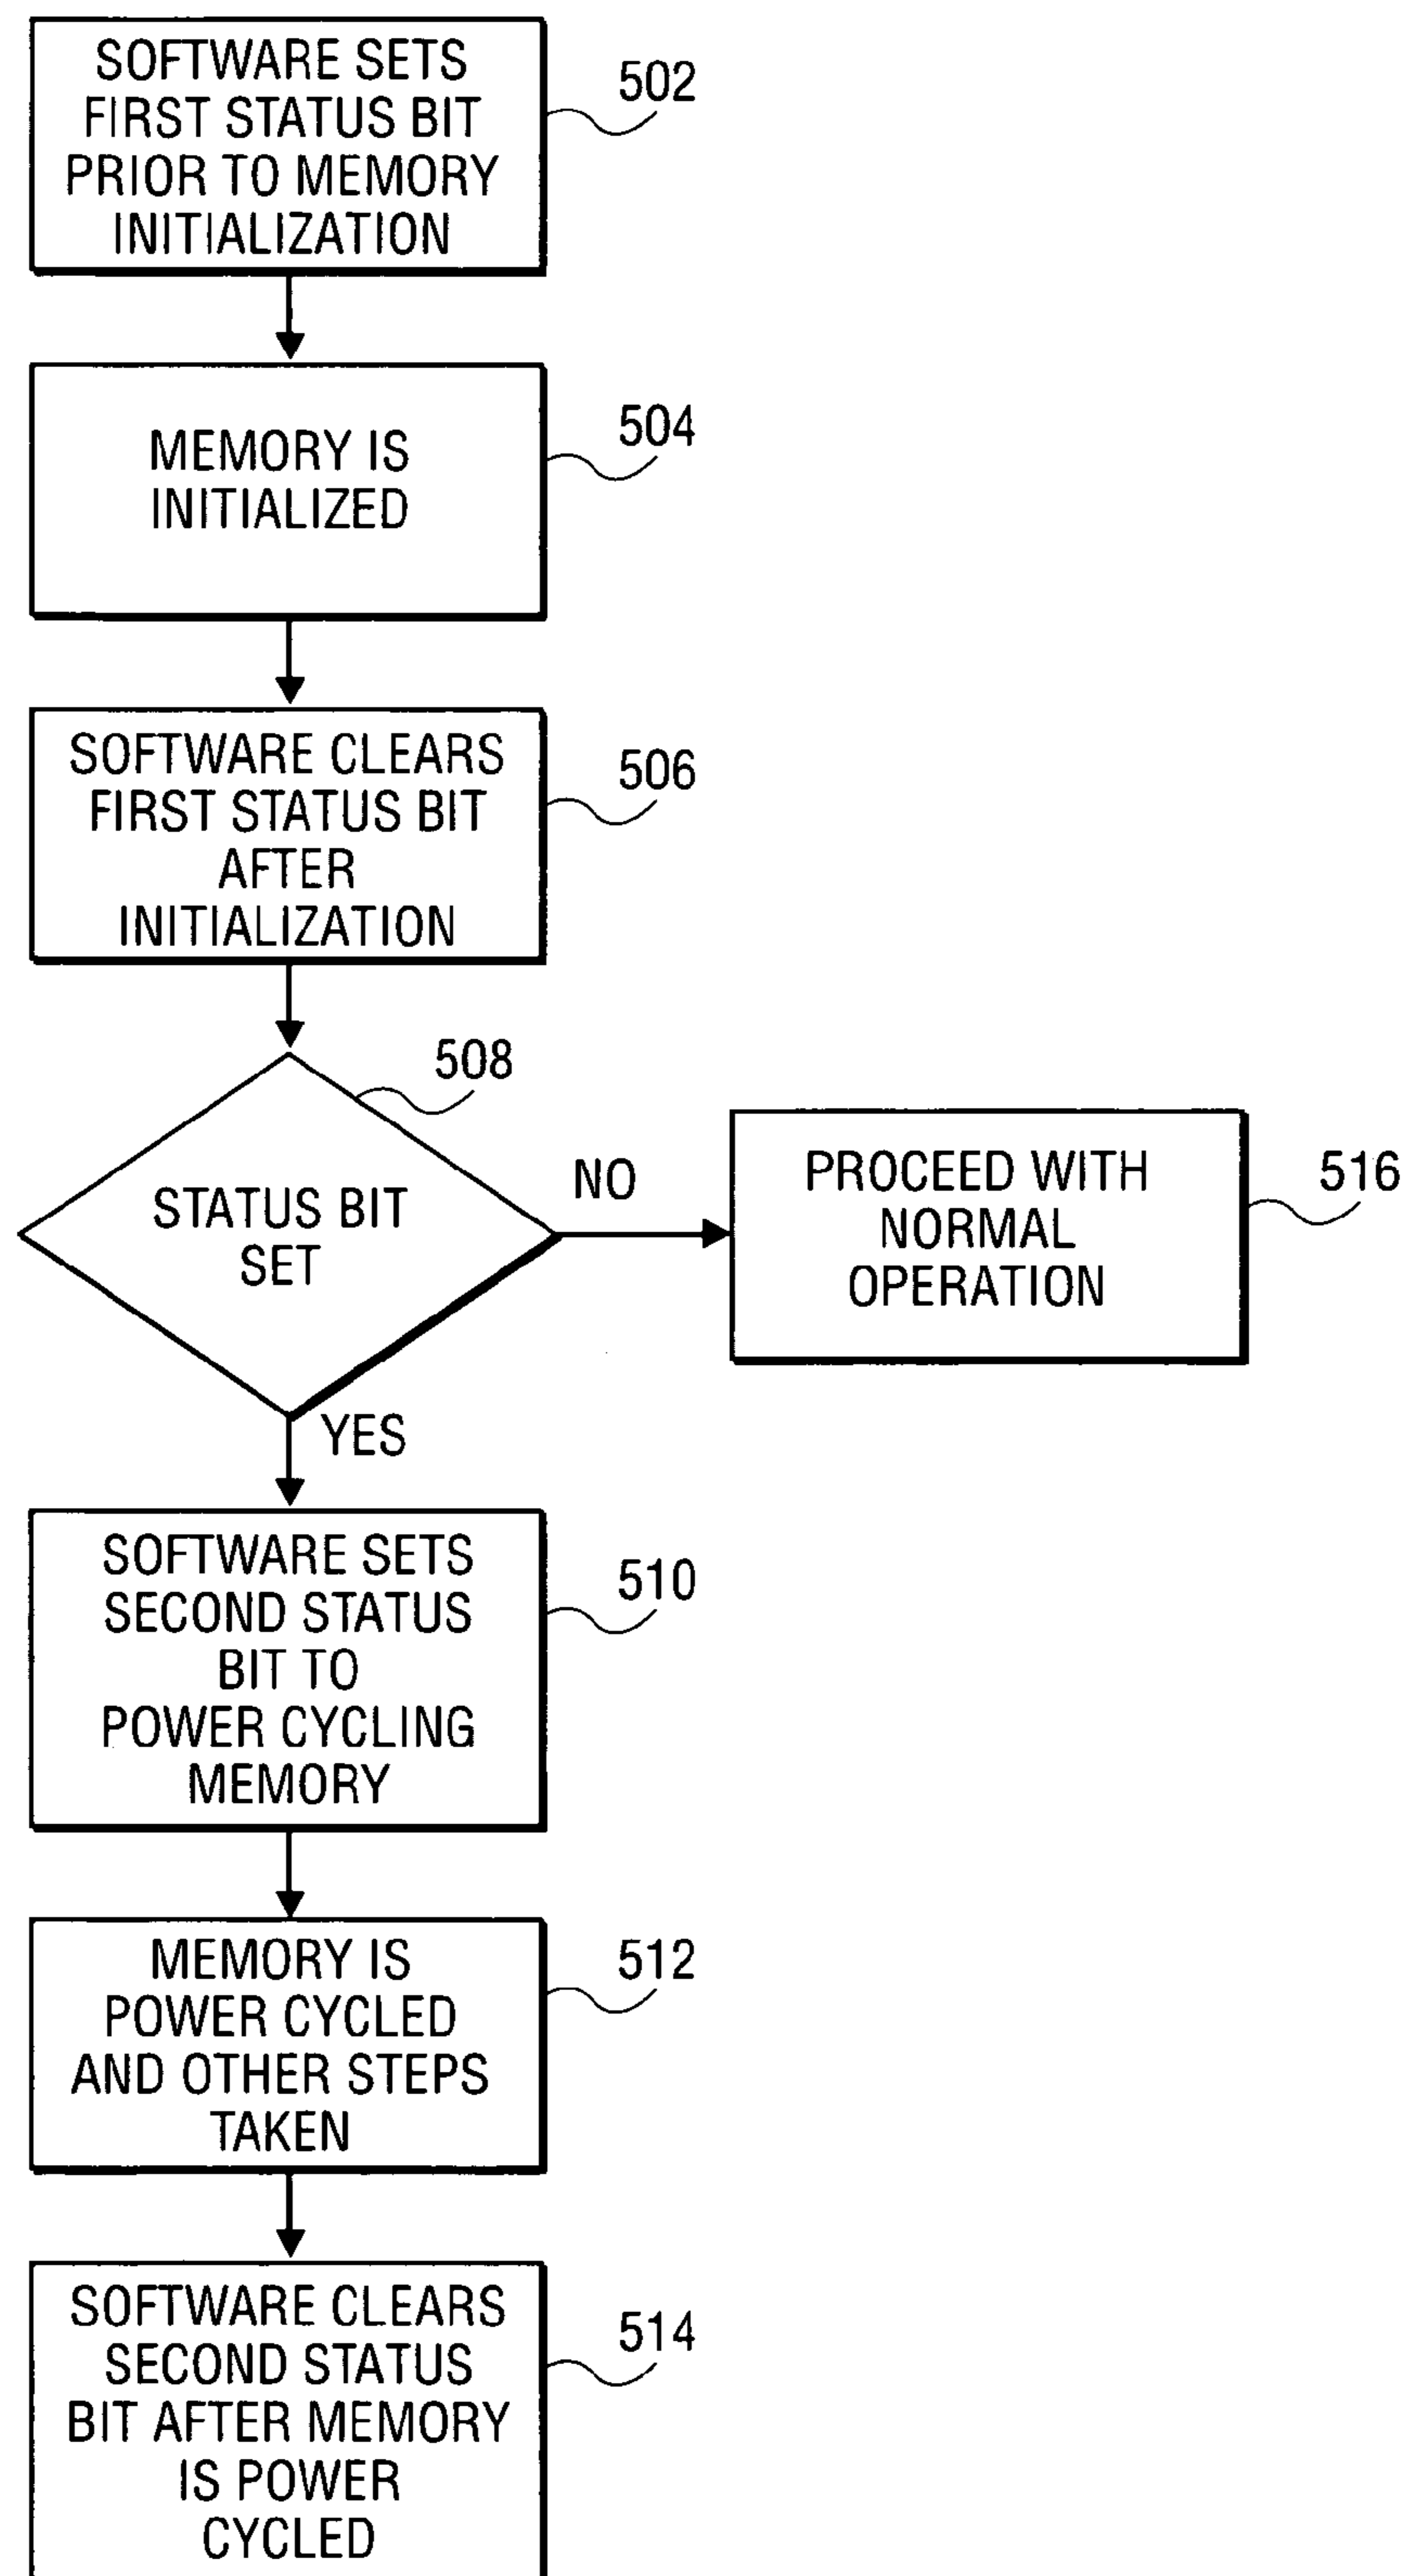 SOFTWARE SETS
FIRST STATUS BIT
PRIOR TO MEMORY
INITIALIZATION
502
MEMORY IS
INITIALIZED
504
SOFTWARE CLEARS
FIRST STATUS BIT
AFTER
INITIALIZATION
506
508
STATUS BIT
SET
NO
PROCEED WITH
NORMAL
OPERATION
516
YES
SOFTWARE SETS
SECOND STATUS
BIT TO
POWER CYCLING
MEMORY
510
MEMORY IS
POWER CYCLED
AND OTHER STEPS
TAKEN
512
SOFTWARE CLEARS
SECOND STATUS
BIT AFTER MEMORY
IS POWER
CYCLED
514